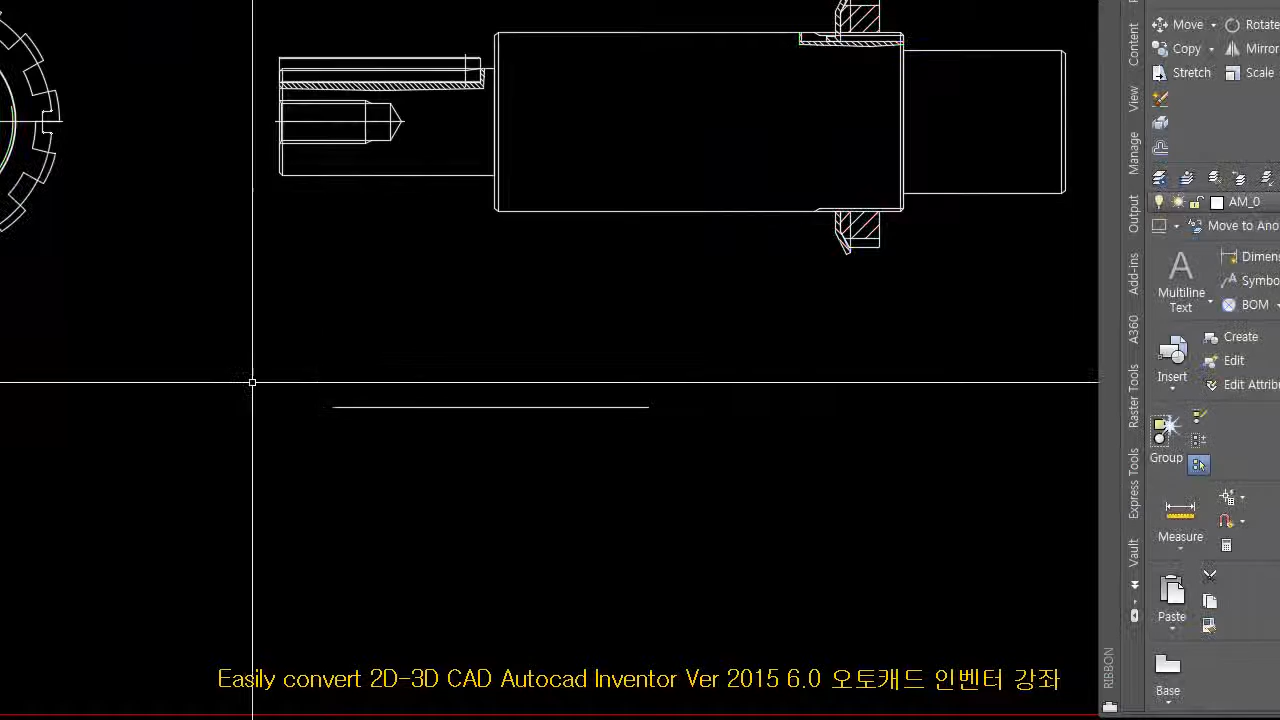 Move
Rotate
Copy
Mirror
Stretch
Scale
Content
View
Manage
Output
Add-ins
A360
Raster Tools
Express Tools
Vault
RIBBON
AM_0
Move to Ano
Multiline
Text
Dimen
Symbo
BOM
Insert
Create
Edit
Edit Attrib
Group
Measure
Paste
Base
Easily convert 2D-3D CAD Autocad Inventor Ver 2015 6.0 오토캐드 인벤터 강좌